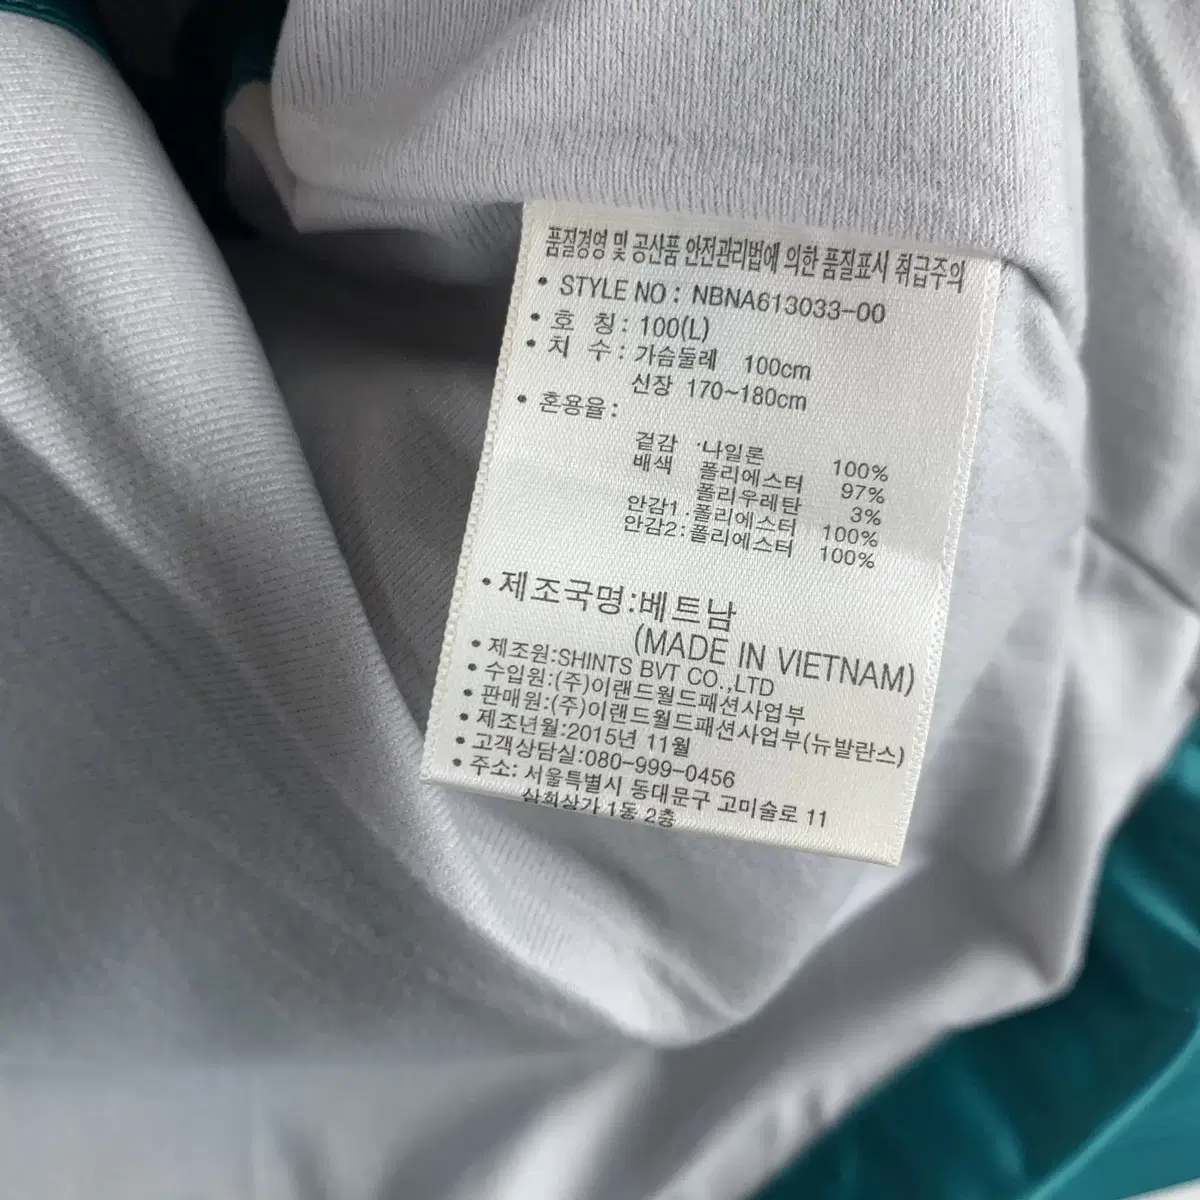 품질경영 및 공산품 안전관리법에 의한 품질표시 취급주의
• STYLE NO : NBNA613033-00
• 호 칭 : 100(L)
• 치 수 : 가슴둘레 100cm
신장 170~180cm
• 혼용율 :
겉감 ·나일론 100%
배색 폴리에스터 97%
폴리우레탄 3%
안감1·폴리에스터 100%
안감2:폴리에스터 100%
• 제조국명:베트남
(MADE IN VIETNAM)
• 제조원:SHINTS BVT CO.,LTD
• 수입원:(주)이랜드월드패션사업부
• 판매원:(주)이랜드월드패션사업부(뉴발란스)
• 제조년월:2015년 11월
• 고객상담실:080-999-0456
• 주소: 서울특별시 동대문구 고미술로 11
삼희상가 1동 2층